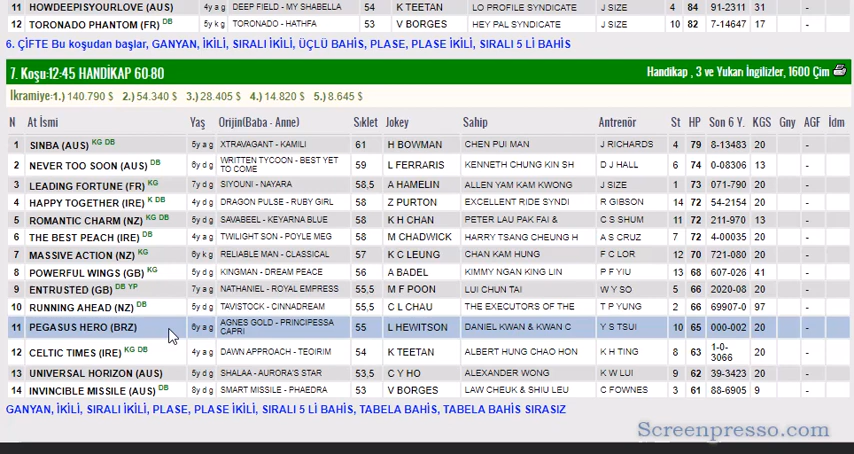 11 HOWDEEPISYOURLOVE (AUS) 4y a g DEEP FIELD - MY SHABELLA 54 K TEETAN LO PROFILE SYNDICATE J SIZE 4 84 91-2311 31 -
12 TORONADO PHANTOM (FR) DB 5y k g TORONADO - HATHFA 53 V BORGES HEY PAL SYNDICATE J SIZE 10 82 7-14647 17 -
6. ÇİFTE Bu koşudan başlar, GANYAN, İKİLİ, SIRALI İKİLİ, ÜÇLÜ BAHİS, PLASE, PLASE İKİLİ, SIRALI 5 Lİ BAHİS
7. Koşu:12:45 HANDİKAP 60-80 Handikap , 3 ve Yukarı İngilizler, 1600 Çim
İkramiye:1.) 140.790 $ 2.) 54.340 $ 3.) 28.405 $ 4.) 14.820 $ 5.) 8.645 $
N At İsmi Yaş Orijin(Baba - Anne) Sıklet Jokey Sahip Antrenör St HP Son 6 Y. KGS Gny AGF İdm
1 SINBA (AUS) KG DB 5y a g XTRAVAGANT - KAMILI 61 H BOWMAN CHEN PUI MAN J RICHARDS 4 79 8-13483 20 -
2 NEVER TOO SOON (AUS) DB 5y d g WRITTEN TYCOON - BEST YET TO COME 59 L FERRARIS KENNETH CHUNG KIN SH D J HALL 6 74 0-08306 13 -
3 LEADING FORTUNE (FR) KG 7y d g SIYOUNI - NAYARA 58,5 A HAMELIN ALLEN YAM KAM KWONG J SIZE 1 73 071-790 20 -
4 HAPPY TOGETHER (IRE) K DB 4y d g DRAGON PULSE - RUBY GIRL 58 Z PURTON EXCELLENT RIDE SYNDI R GIBSON 14 72 54-2154 20 -
5 ROMANTIC CHARM (NZ) KG DB 6y d g SAVABEEL - KEYARNA BLUE 58 K H CHAN PETER LAU PAK FAI & C S SHUM 11 72 211-970 13 -
6 THE BEST PEACH (IRE) DB 4y a g TWILIGHT SON - POYLE MEG 58 M CHADWICK HARRY TSANG CHEUNG H A S CRUZ 7 72 4-00035 20 -
7 MASSIVE ACTION (NZ) KG 6y k g RELIABLE MAN - CLASSICAL 57 K C LEUNG CHAN KAM HUNG F C LOR 12 70 721-080 20 -
8 POWERFUL WINGS (GB) KG 5y d g KINGMAN - DREAM PEACE 56 A BADEL KIMMY NGAN KING LIN P F YIU 13 68 607-026 41 -
9 ENTRUSTED (GB) DB YP 7y a g NATHANIEL - ROYAL EMPRESS 55,5 M F POON LUI CHUN TAI W Y SO 5 66 2020-08 20 -
10 RUNNING AHEAD (NZ) DB 5y d g TAVISTOCK - CINNADREAM 55,5 C L CHAU THE EXECUTORS OF THE T P YUNG 2 66 69907-0 97 -
11 PEGASUS HERO (BRZ) 6y a g AGNES GOLD - PRINCIPESSA CAPRI 55 L HEWITSON DANIEL KWAN & KWAN C Y S TSUI 10 65 000-002 20 -
12 CELTIC TIMES (IRE) KG DB 4y a g DAWN APPROACH - TEOIRIM 54 K TEETAN ALBERT HUNG CHAO HON K H TING 8 63 1-0-3066 20 -
13 UNIVERSAL HORIZON (AUS) 5y d g SHALAA - AURORA'S STAR 53,5 C Y HO ALEXANDER WONG K W LUI 9 62 39-3423 20 -
14 INVINCIBLE MISSILE (AUS) DB 8y d g SMART MISSILE - PHAEDRA 53 V BORGES LAW CHEUK & SHIU LEU C FOWNES 3 61 88-6905 9 -
GANYAN, İKİLİ, SIRALI İKİLİ, PLASE, PLASE İKİLİ, SIRALI 5 Lİ BAHİS, TABELA BAHİS, TABELA BAHİS SIRASIZ
Screenpresso.com